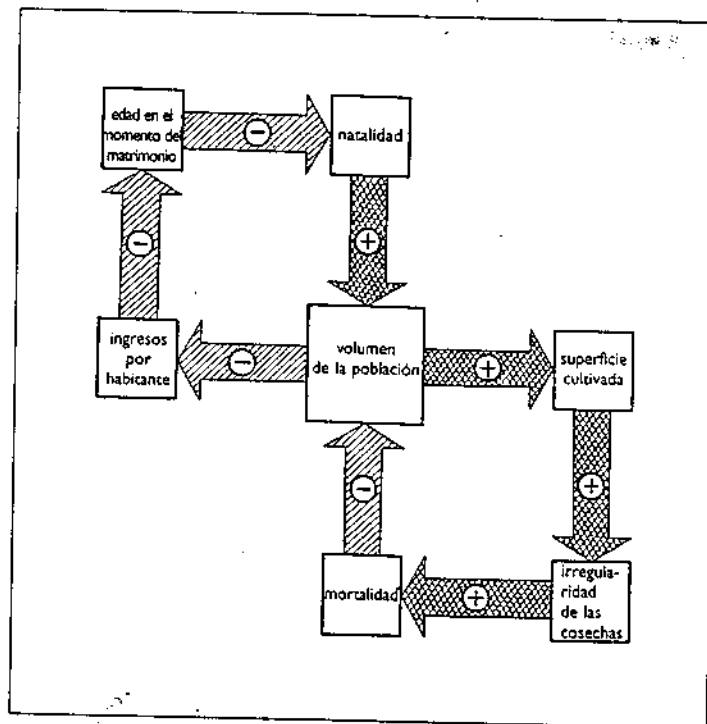 edad en el
momento del
matrimonio
−
natalidad
−
+
ingresos
por
habitante
−
volumen
de la población
+
superficie
cultivada
−
+
mortalidad
+
irregula-
ridad
de las
cosechas